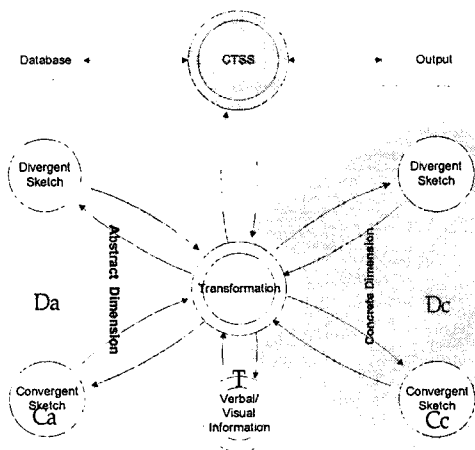 Database
CTSS
Output
Divergent
Sketch
Divergent
Sketch
Abstract Dimension
Transformation
Concrete Dimension
Da
Dc
Convergent
Sketch
Ca
T
Verbal/
Visual
Information
Convergent
Sketch
Cc